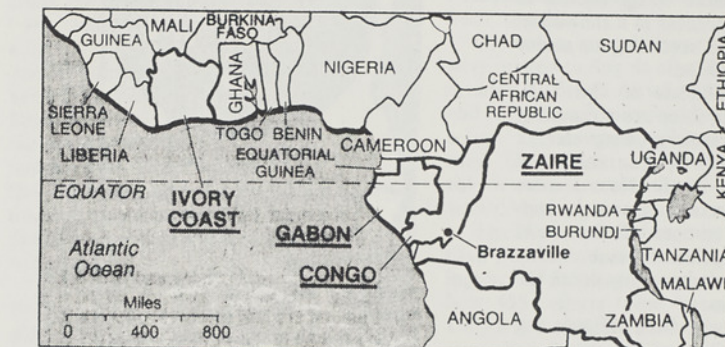 GUINEA
MALI
BURKINA
FASO
GHANA
NIGERIA
CHAD
SUDAN
ETHIOPIA
CENTRAL
AFRICAN
REPUBLIC
SIERRA
LEONE
LIBERIA
TOGO BENIN
CAMEROON
EQUATORIAL
GUINEA
ZAIRE
UGANDA
KENYA
EQUATOR
IVORY
COAST
GABON
CONGO
Brazzaville
RWANDA
BURUNDI
TANZANIA
MALAWI
Atlantic
Ocean
Miles
0 400 800
ANGOLA
ZAMBIA